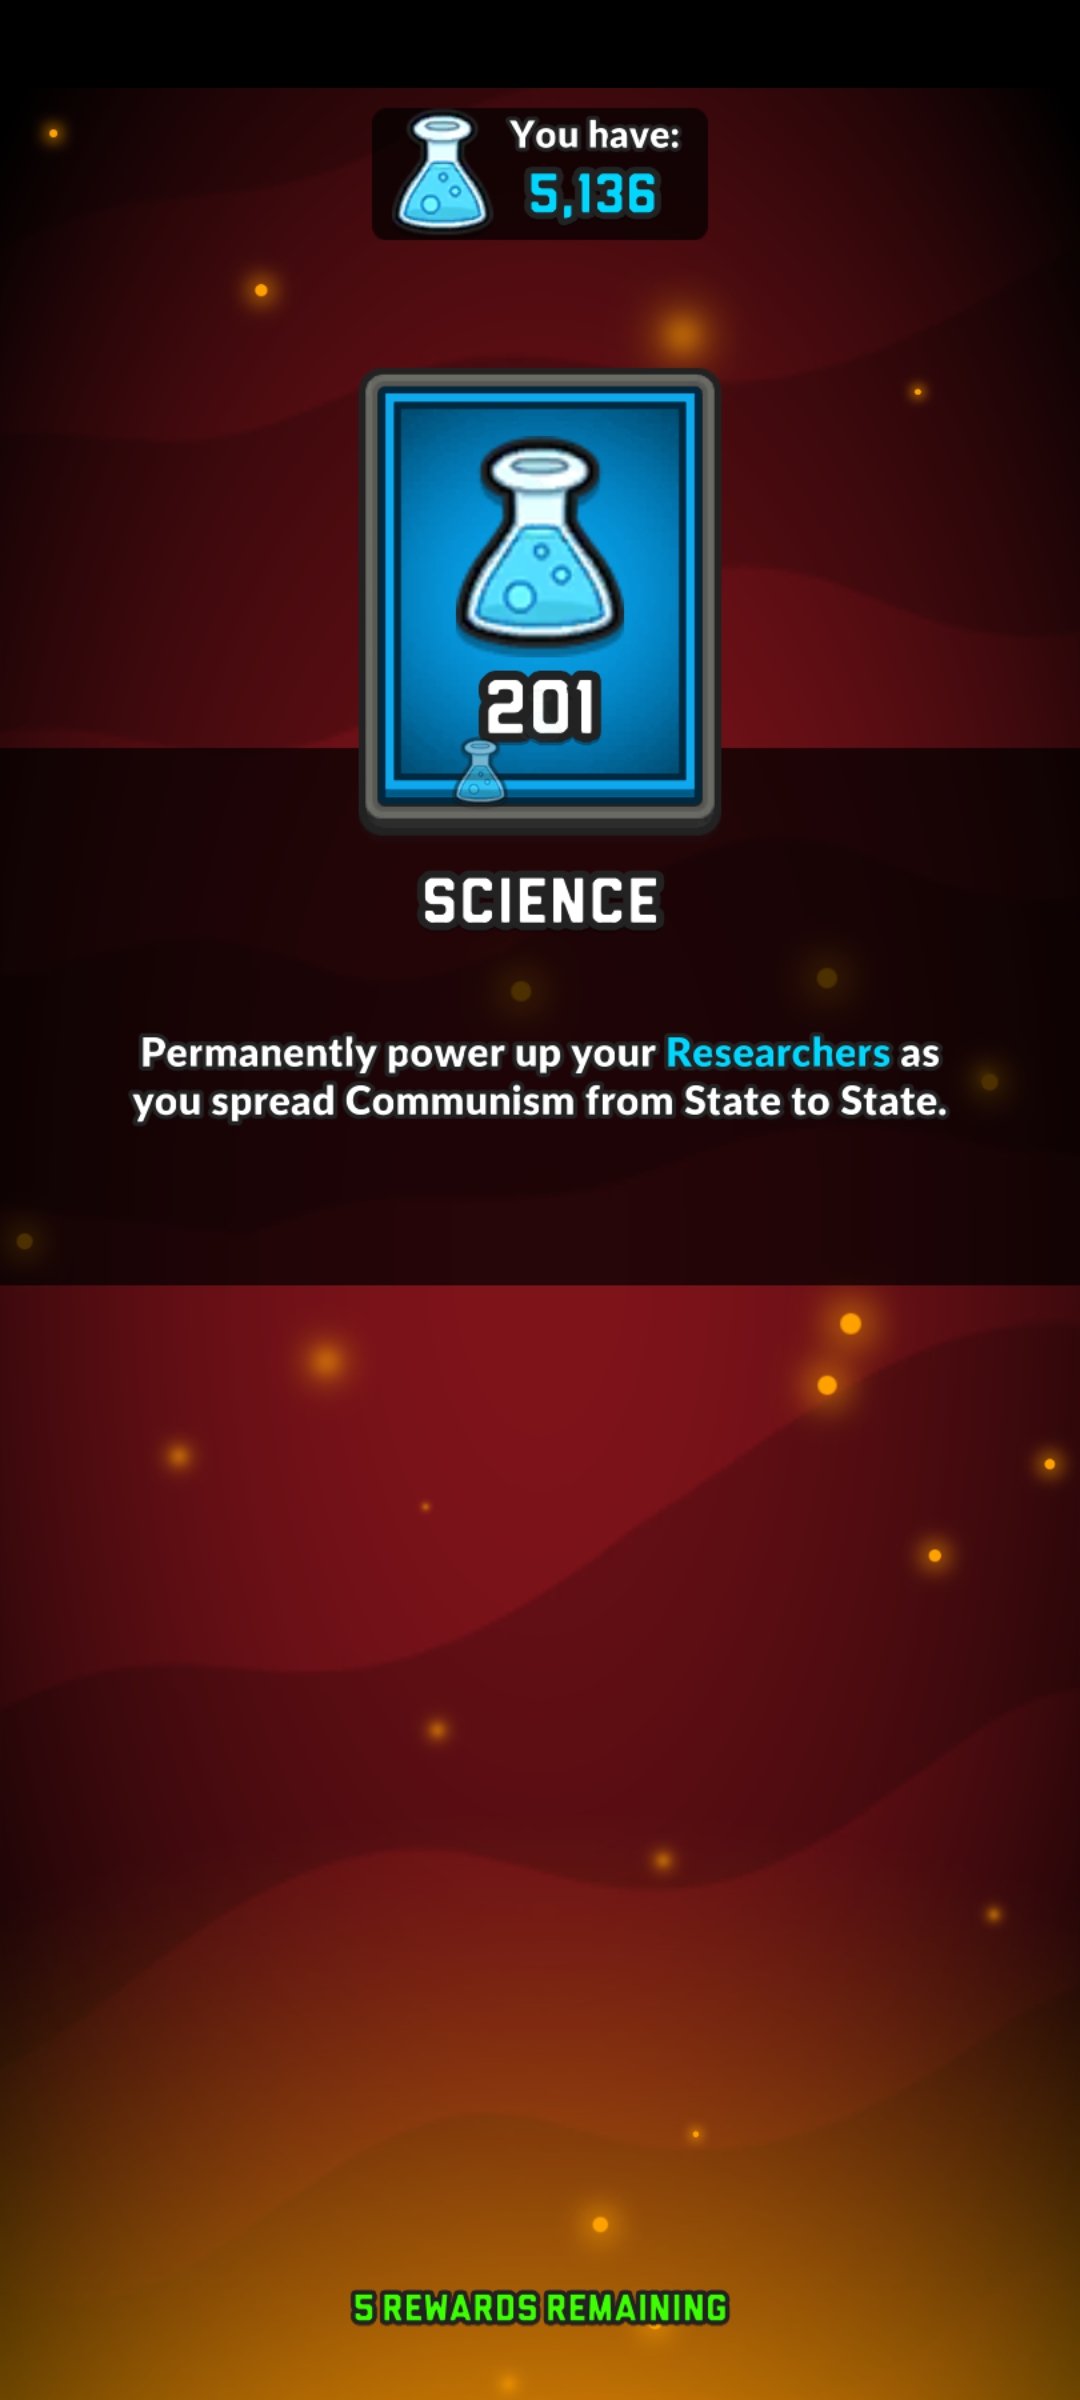 You have:
5,136
201
SCIENCE
Permanently power up your Researchers as
you spread Communism from State to State.
5 REWARDS REMAINING